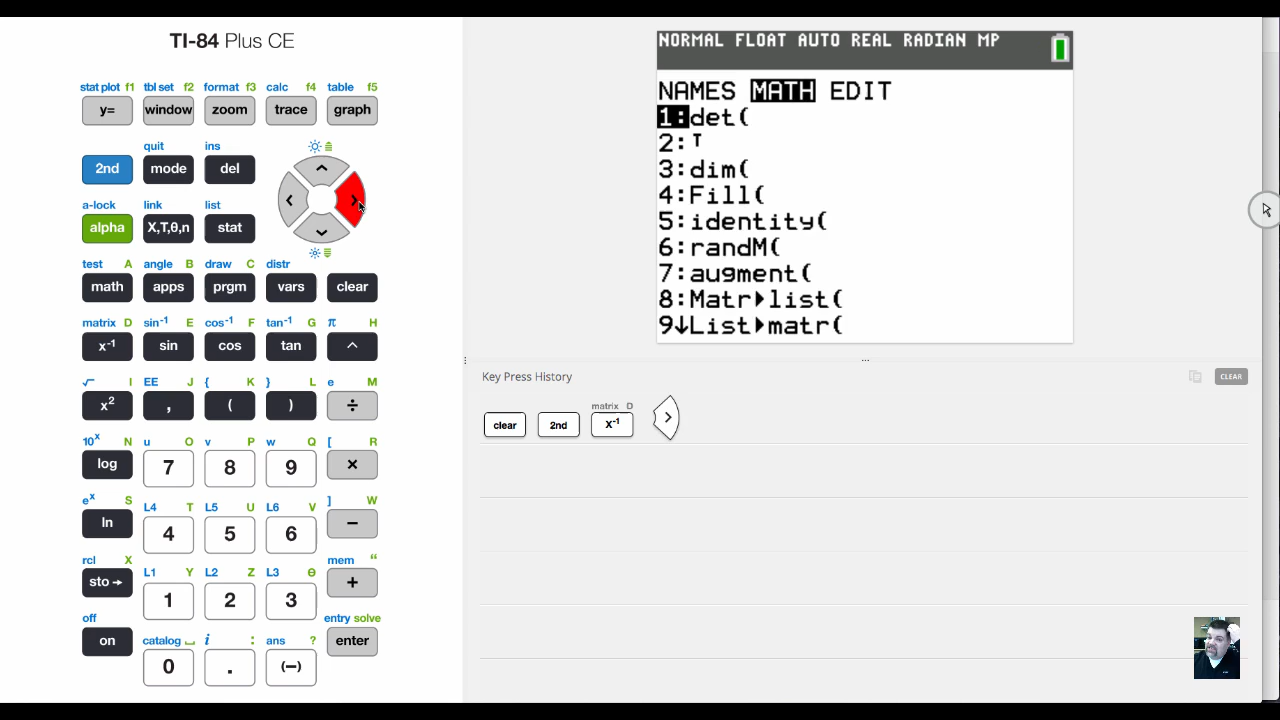 TI-84 Plus CE
stat plot f1 tbl set f2 format f3 calc f4 table f5
y= window zoom trace graph
quit ins
2nd mode del
a-lock link list
alpha X,T,θ,n stat
test A angle B draw C distr
math apps prgm vars clear
matrix D sin⁻¹ E cos⁻¹ F tan⁻¹ G π H
x⁻¹ sin cos tan ^
√ I EE J { K } L e M
x² , ( ) ÷
10ˣ N u O v P w Q [ R
log 7 8 9 ×
eˣ S L4 T L5 U L6 V ] W
ln 4 5 6 −
rcl X L1 Y L2 Z L3 θ mem “
sto→ 1 2 3 +
off catalog ⎵ i : ans ? entry solve
on 0 . (−) enter
NORMAL FLOAT AUTO REAL RADIAN MP
NAMES MATH EDIT
1:det(
2:ᵀ
3:dim(
4:Fill(
5:identity(
6:randM(
7:augment(
8:Matr▶list(
9↓List▶matr(
Key Press History
CLEAR
matrix D
clear 2nd X⁻¹ >